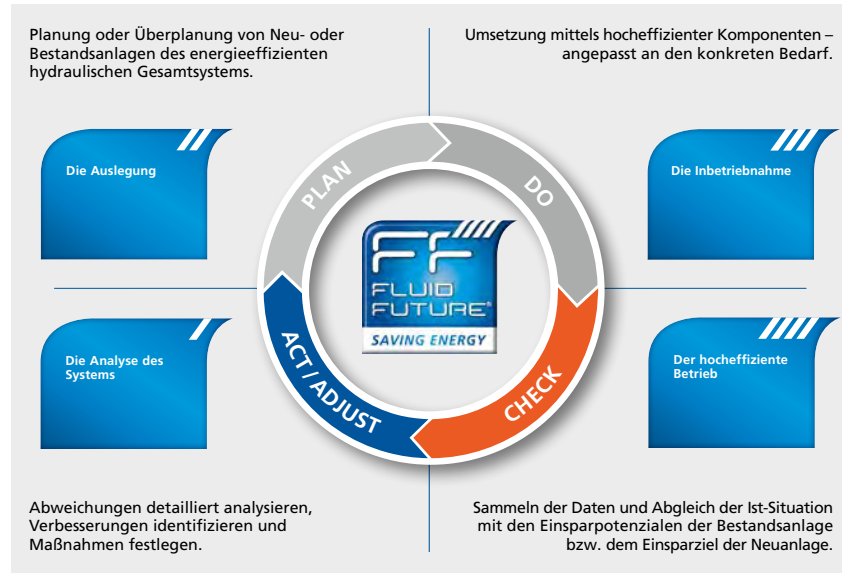 Planung oder Überplanung von Neu- oder
Bestandsanlagen des energieeffizienten
hydraulischen Gesamtsystems.
Umsetzung mittels hocheffizienter Komponenten –
angepasst an den konkreten Bedarf.
Die Auslegung
Die Inbetriebnahme
PLAN
DO
FF
FLUID
FUTURE®
SAVING ENERGY
ACT / ADJUST
CHECK
Die Analyse des
Systems
Der hocheffiziente
Betrieb
Abweichungen detailliert analysieren,
Verbesserungen identifizieren und
Maßnahmen festlegen.
Sammeln der Daten und Abgleich der Ist-Situation
mit den Einsparpotenzialen der Bestandsanlage
bzw. dem Einsparziel der Neuanlage.